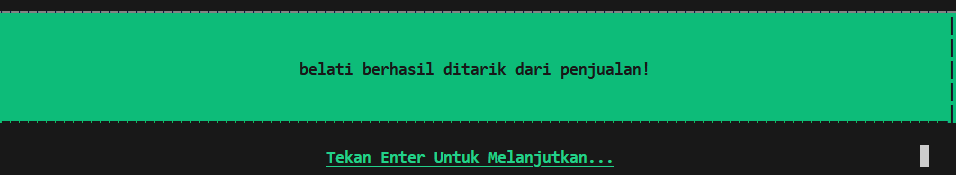 belati berhasil ditarik dari penjualan!
Tekan Enter Untuk Melanjutkan...